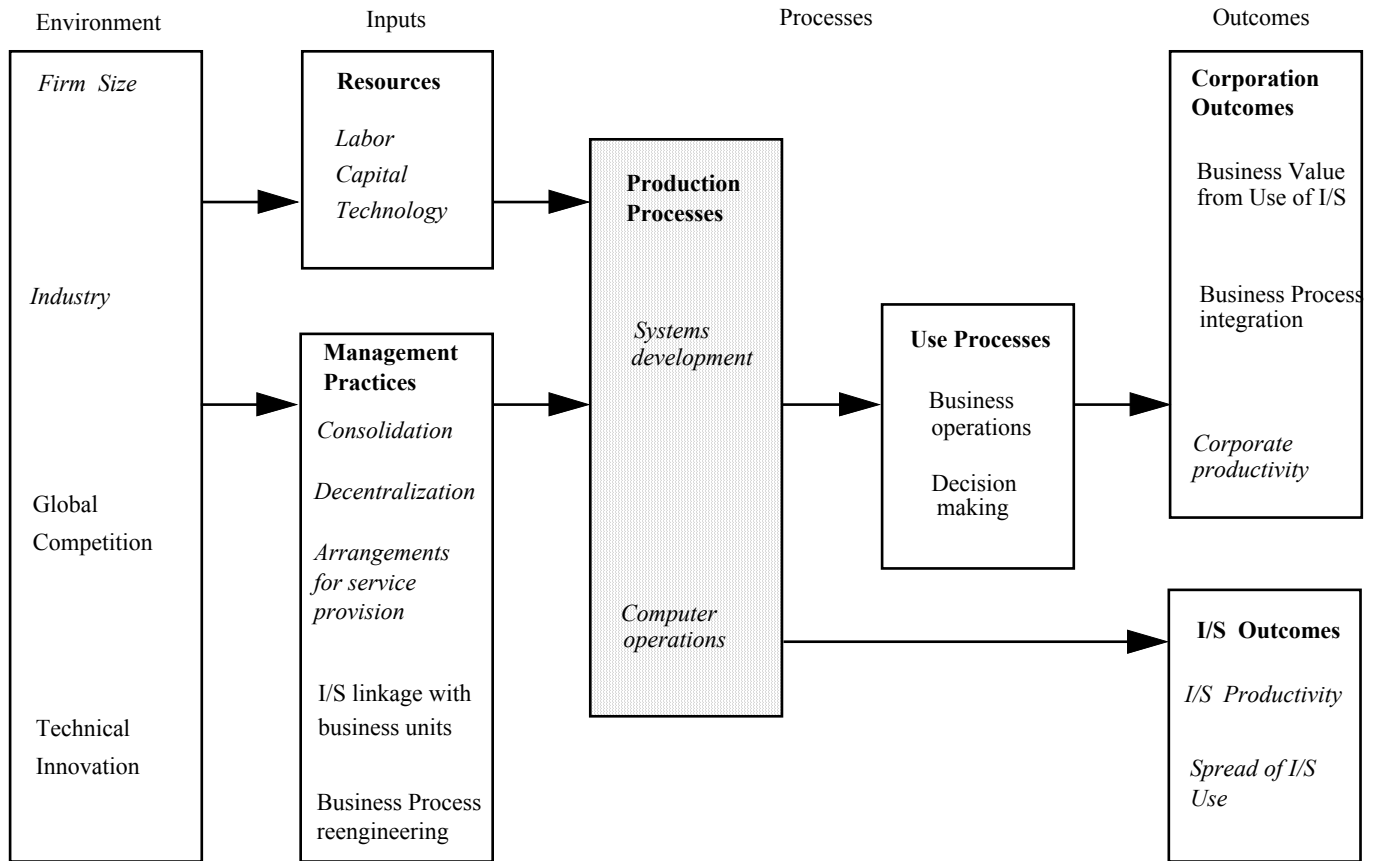 Environment
Inputs
Processes
Outcomes
Firm Size
Industry
Global
Competition
Technical
Innovation
Resources
Labor
Capital
Technology
Management
Practices
Consolidation
Decentralization
Arrangements
for service
provision
I/S linkage with
business units
Business Process
reengineering
Production
Processes
Systems
development
Computer
operations
Use Processes
Business
operations
Decision
making
Corporation
Outcomes
Business Value
from Use of I/S
Business Process
integration
Corporate
productivity
I/S Outcomes
I/S Productivity
Spread of I/S
Use